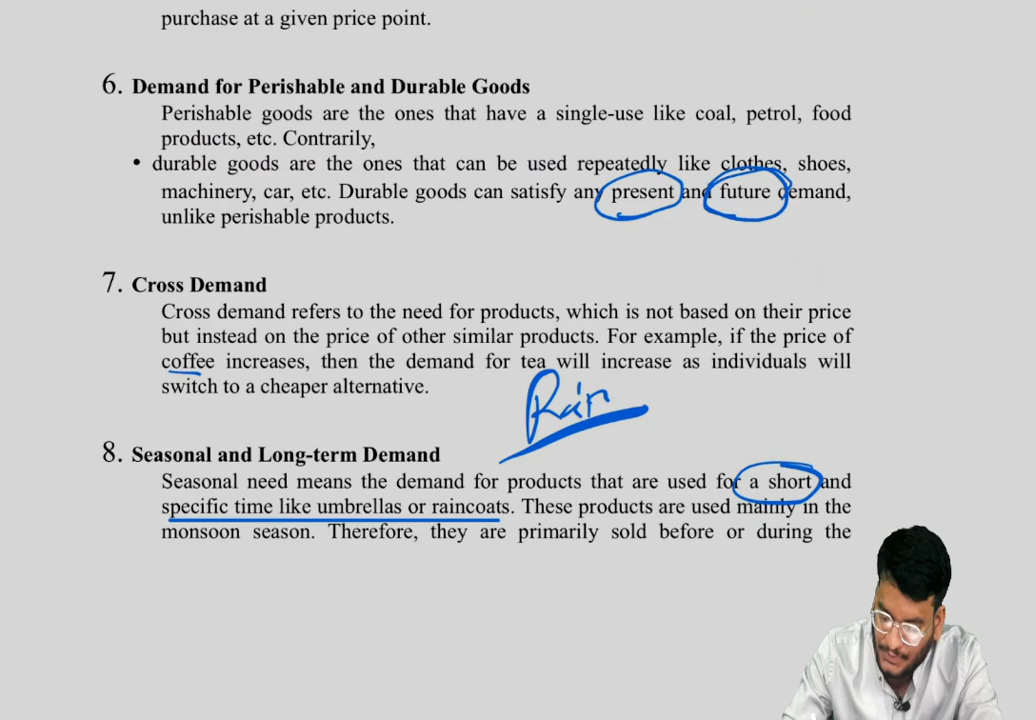 purchase at a given price point.
6. Demand for Perishable and Durable Goods
Perishable goods are the ones that have a single-use like coal, petrol, food
products, etc. Contrarily,
• durable goods are the ones that can be used repeatedly like clothes, shoes,
machinery, car, etc. Durable goods can satisfy any present and future demand,
unlike perishable products.
7. Cross Demand
Cross demand refers to the need for products, which is not based on their price
but instead on the price of other similar products. For example, if the price of
coffee increases, then the demand for tea will increase as individuals will
switch to a cheaper alternative.
8. Seasonal and Long-term Demand
Seasonal need means the demand for products that are used for a short and
specific time like umbrellas or raincoats. These products are used mainly in the
monsoon season. Therefore, they are primarily sold before or during the